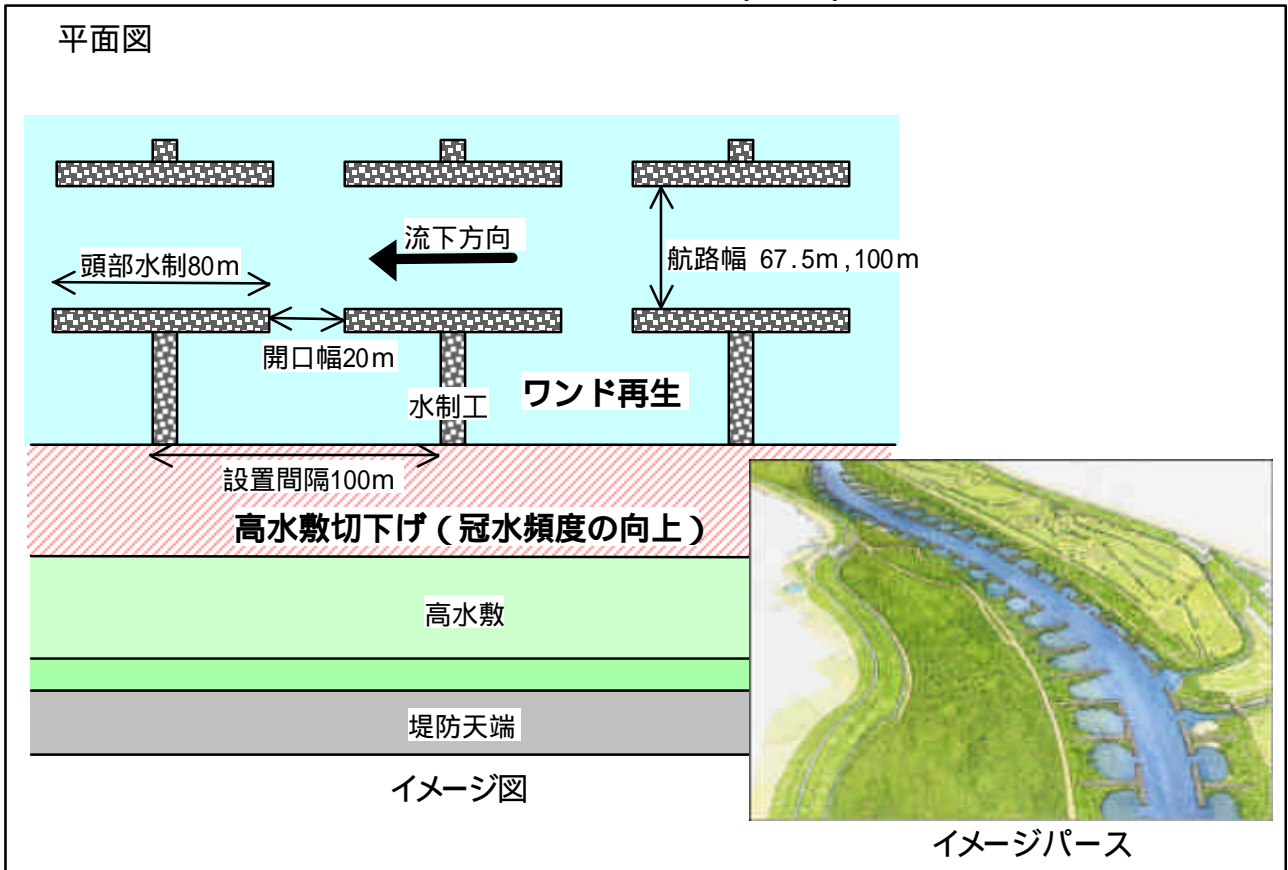 平面図
流下方向
頭部水制80m
航路幅 67.5m,100m
開口幅20m
水制工
ワンド再生
設置間隔100m
高水敷切下げ(冠水頻度の向上)
高水敷
堤防天端
イメージ図
イメージパース